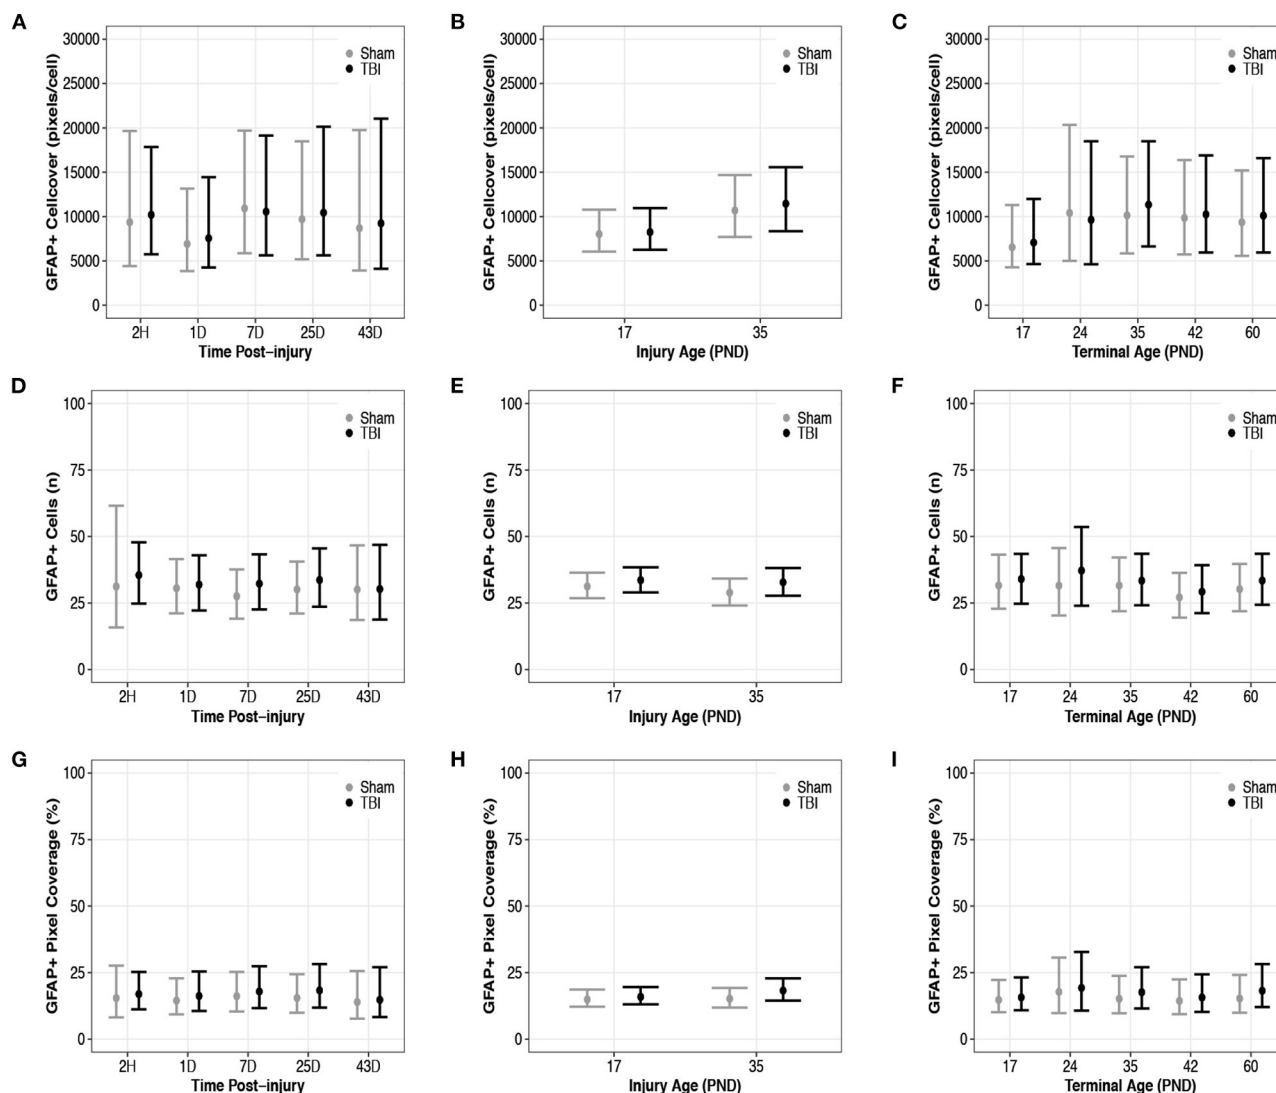 A
GFAP+ Cellcover (pixels/cell)
30000
25000
20000
15000
10000
5000
0
Sham
TBI
2H 1D 7D 25D 43D
Time Post–injury
B
GFAP+ Cellcover (pixels/cell)
30000
25000
20000
15000
10000
5000
0
Sham
TBI
17 35
Injury Age (PND)
C
GFAP+ Cellcover (pixels/cell)
30000
25000
20000
15000
10000
5000
0
Sham
TBI
17 24 35 42 60
Terminal Age (PND)
D
GFAP+ Cells (n)
100
75
50
25
0
Sham
TBI
2H 1D 7D 25D 43D
Time Post–injury
E
GFAP+ Cells (n)
100
75
50
25
0
Sham
TBI
17 35
Injury Age (PND)
F
GFAP+ Cells (n)
100
75
50
25
0
Sham
TBI
17 24 35 42 60
Terminal Age (PND)
G
GFAP+ Pixel Coverage (%)
100
75
50
25
0
Sham
TBI
2H 1D 7D 25D 43D
Time Post–injury
H
GFAP+ Pixel Coverage (%)
100
75
50
25
0
Sham
TBI
17 35
Injury Age (PND)
I
GFAP+ Pixel Coverage (%)
100
75
50
25
0
Sham
TBI
17 24 35 42 60
Terminal Age (PND)